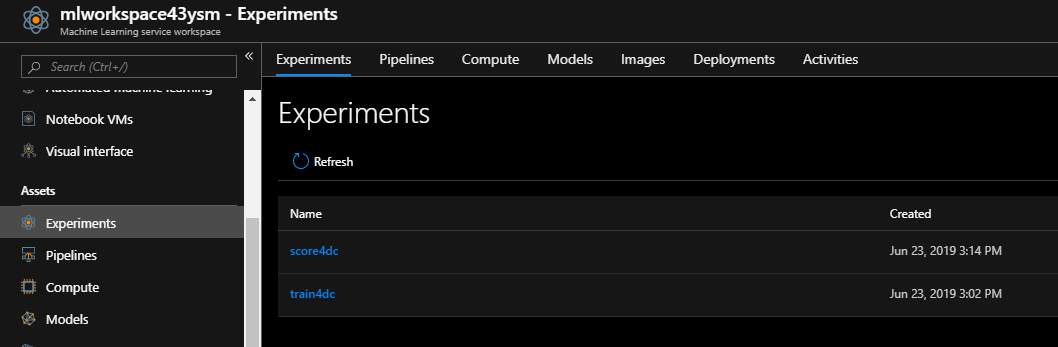 mlworkspace43ysm - Experiments
Machine Learning service workspace
Search (Ctrl+/)
«
Automated machine learning
Notebook VMs
Visual interface
Assets
Experiments
Pipelines
Compute
Models
Experiments Pipelines Compute Models Images Deployments Activities
Experiments
Refresh
Name Created
score4dc Jun 23, 2019 3:14 PM
train4dc Jun 23, 2019 3:02 PM